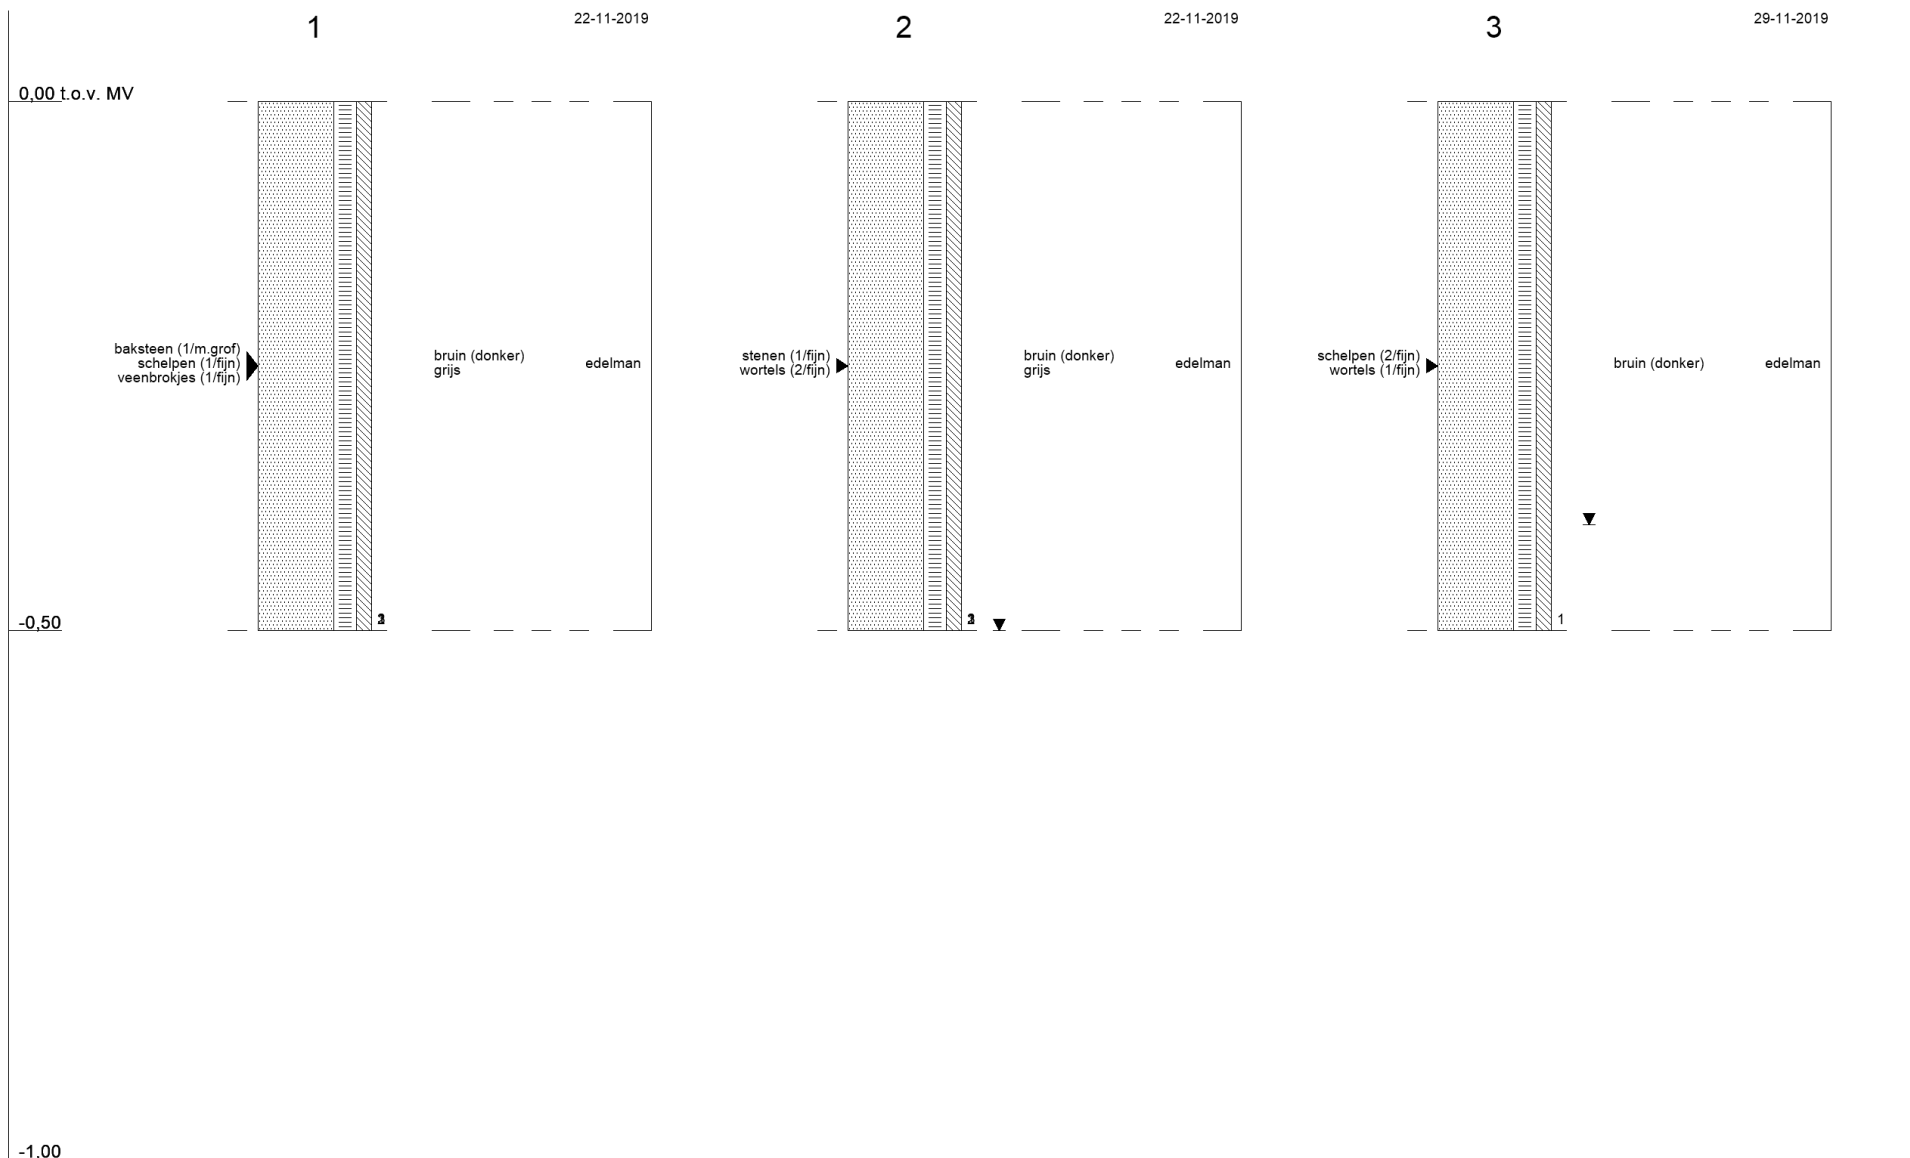 1
22-11-2019
2
22-11-2019
3
29-11-2019
0,00 t.o.v. MV
baksteen (1/m.grof)
schelpen (1/fijn)
veenbrokjes (1/fijn)
bruin (donker)
grijs
edelman
stenen (1/fijn)
wortels (2/fijn)
bruin (donker)
grijs
edelman
schelpen (2/fijn)
wortels (1/fijn)
bruin (donker)
edelman
-0,50
1
-1,00